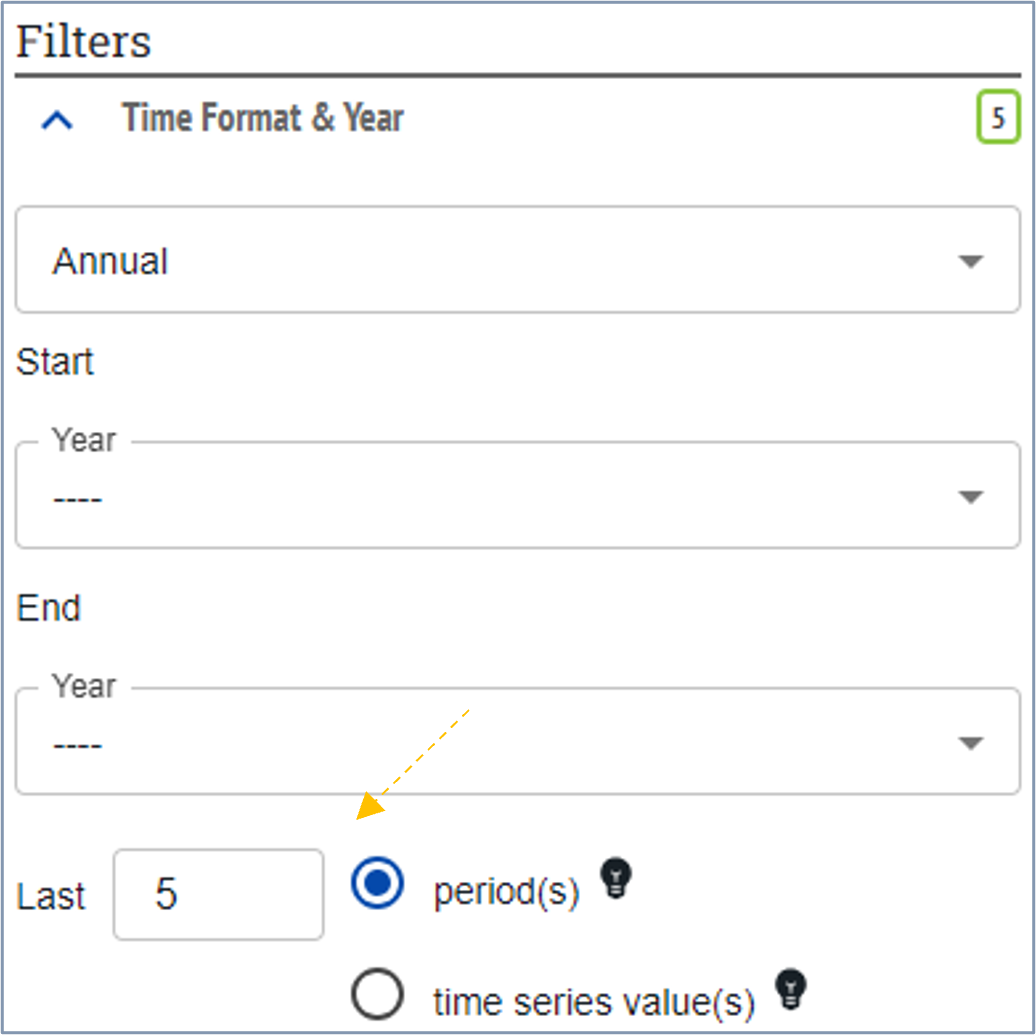 Filters
Time Format & Year 5
Annual
Start
Year
----
End
Year
----
Last 5 period(s)
time series value(s)